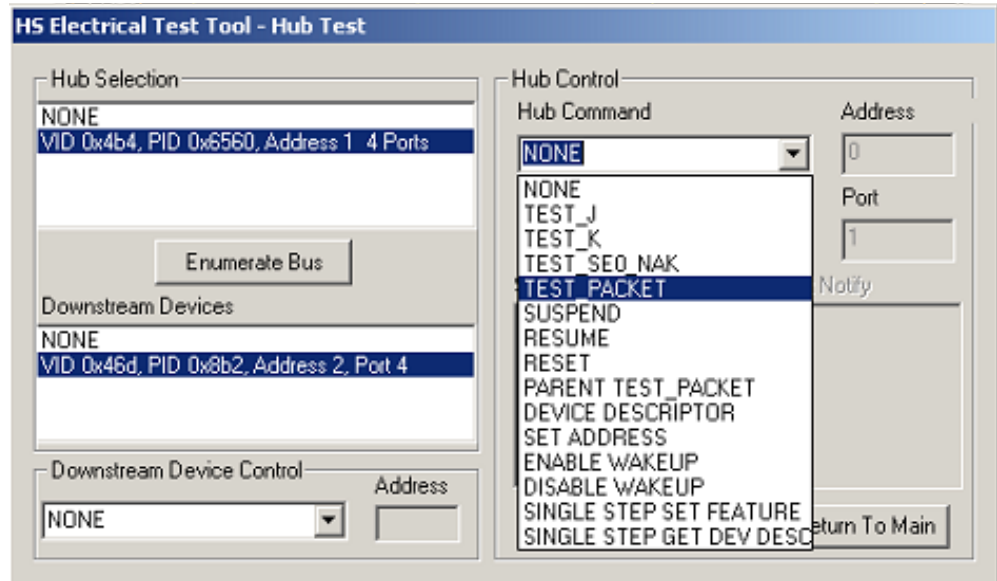 HS Electrical Test Tool - Hub Test
Hub Selection
NONE
VID 0x4b4, PID 0x6560, Address 1 4 Ports
Enumerate Bus
Downstream Devices
NONE
VID 0x46d, PID 0x8b2, Address 2, Port 4
Downstream Device Control
Address
NONE
Hub Control
Hub Command
Address
NONE
0
Port
1
NONE
TEST_J
TEST_K
TEST_SE0_NAK
TEST_PACKET
Notify
SUSPEND
RESUME
RESET
PARENT TEST_PACKET
DEVICE DESCRIPTOR
SET ADDRESS
ENABLE WAKEUP
DISABLE WAKEUP
SINGLE STEP SET FEATURE
SINGLE STEP GET DEV DESC
eturn To Main